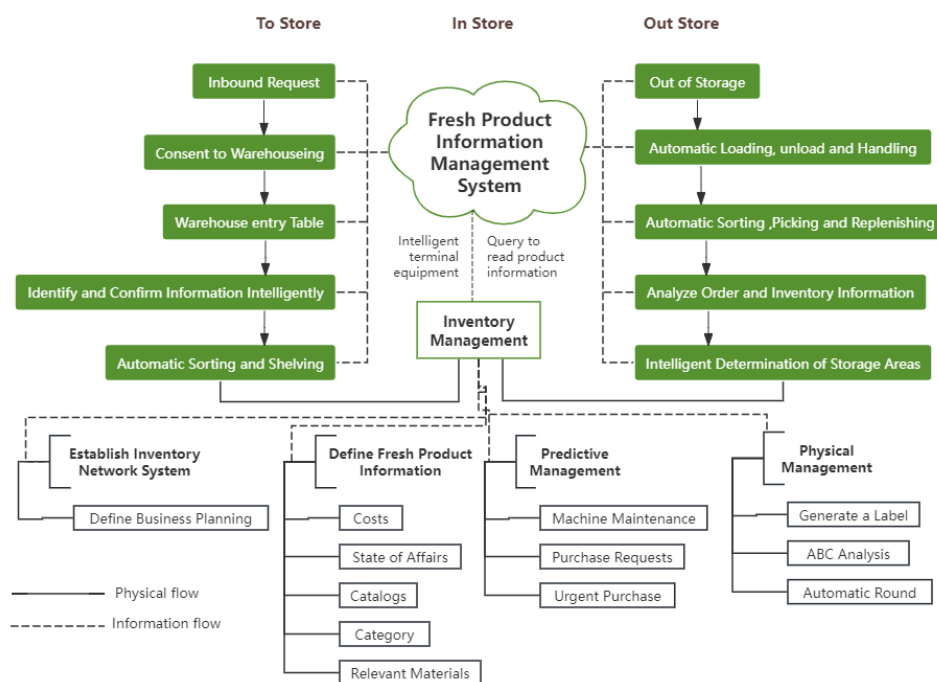 To Store
In Store
Out Store
Inbound Request
Consent to Warehouseing
Warehouse entry Table
Identify and Confirm Information Intelligently
Automatic Sorting and Shelving
Fresh Product
Information
Management
System
Intelligent
terminal
equipment
Query to
read product
information
Inventory
Management
Out of Storage
Automatic Loading, unload and Handling
Automatic Sorting ,Picking and Replenishing
Analyze Order and Inventory Information
Intelligent Determination of Storage Areas
Establish Inventory
Network System
Define Business Planning
Define Fresh Product
Information
Costs
State of Affairs
Catalogs
Category
Relevant Materials
Predictive
Management
Machine Maintenance
Purchase Requests
Urgent Purchase
Physical
Management
Generate a Label
ABC Analysis
Automatic Round
Physical flow
Information flow